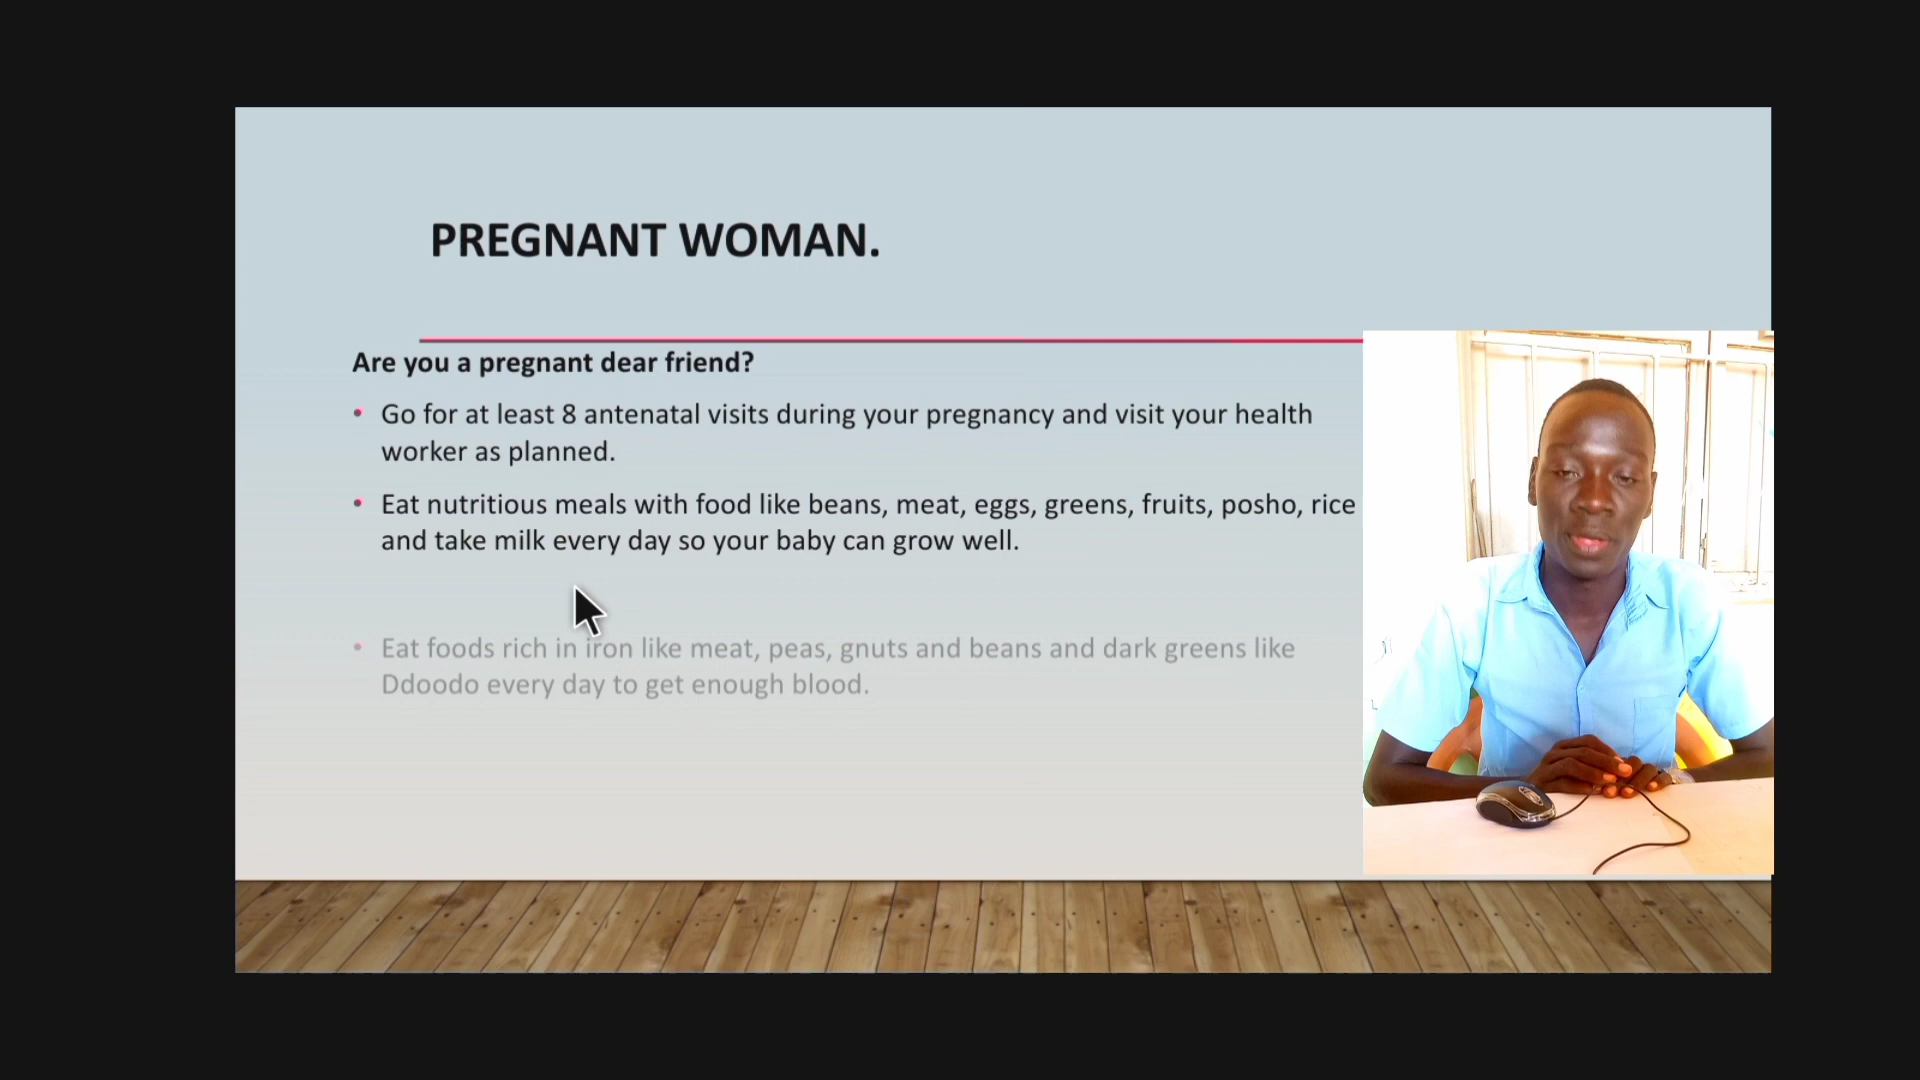 PREGNANT WOMAN.
Are you a pregnant dear friend?
• Go for at least 8 antenatal visits during your pregnancy and visit your health
worker as planned.
• Eat nutritious meals with food like beans, meat, eggs, greens, fruits, posho, rice
and take milk every day so your baby can grow well.
• Eat foods rich in iron like meat, peas, gnuts and beans and dark greens like
Ddoodo every day to get enough blood.